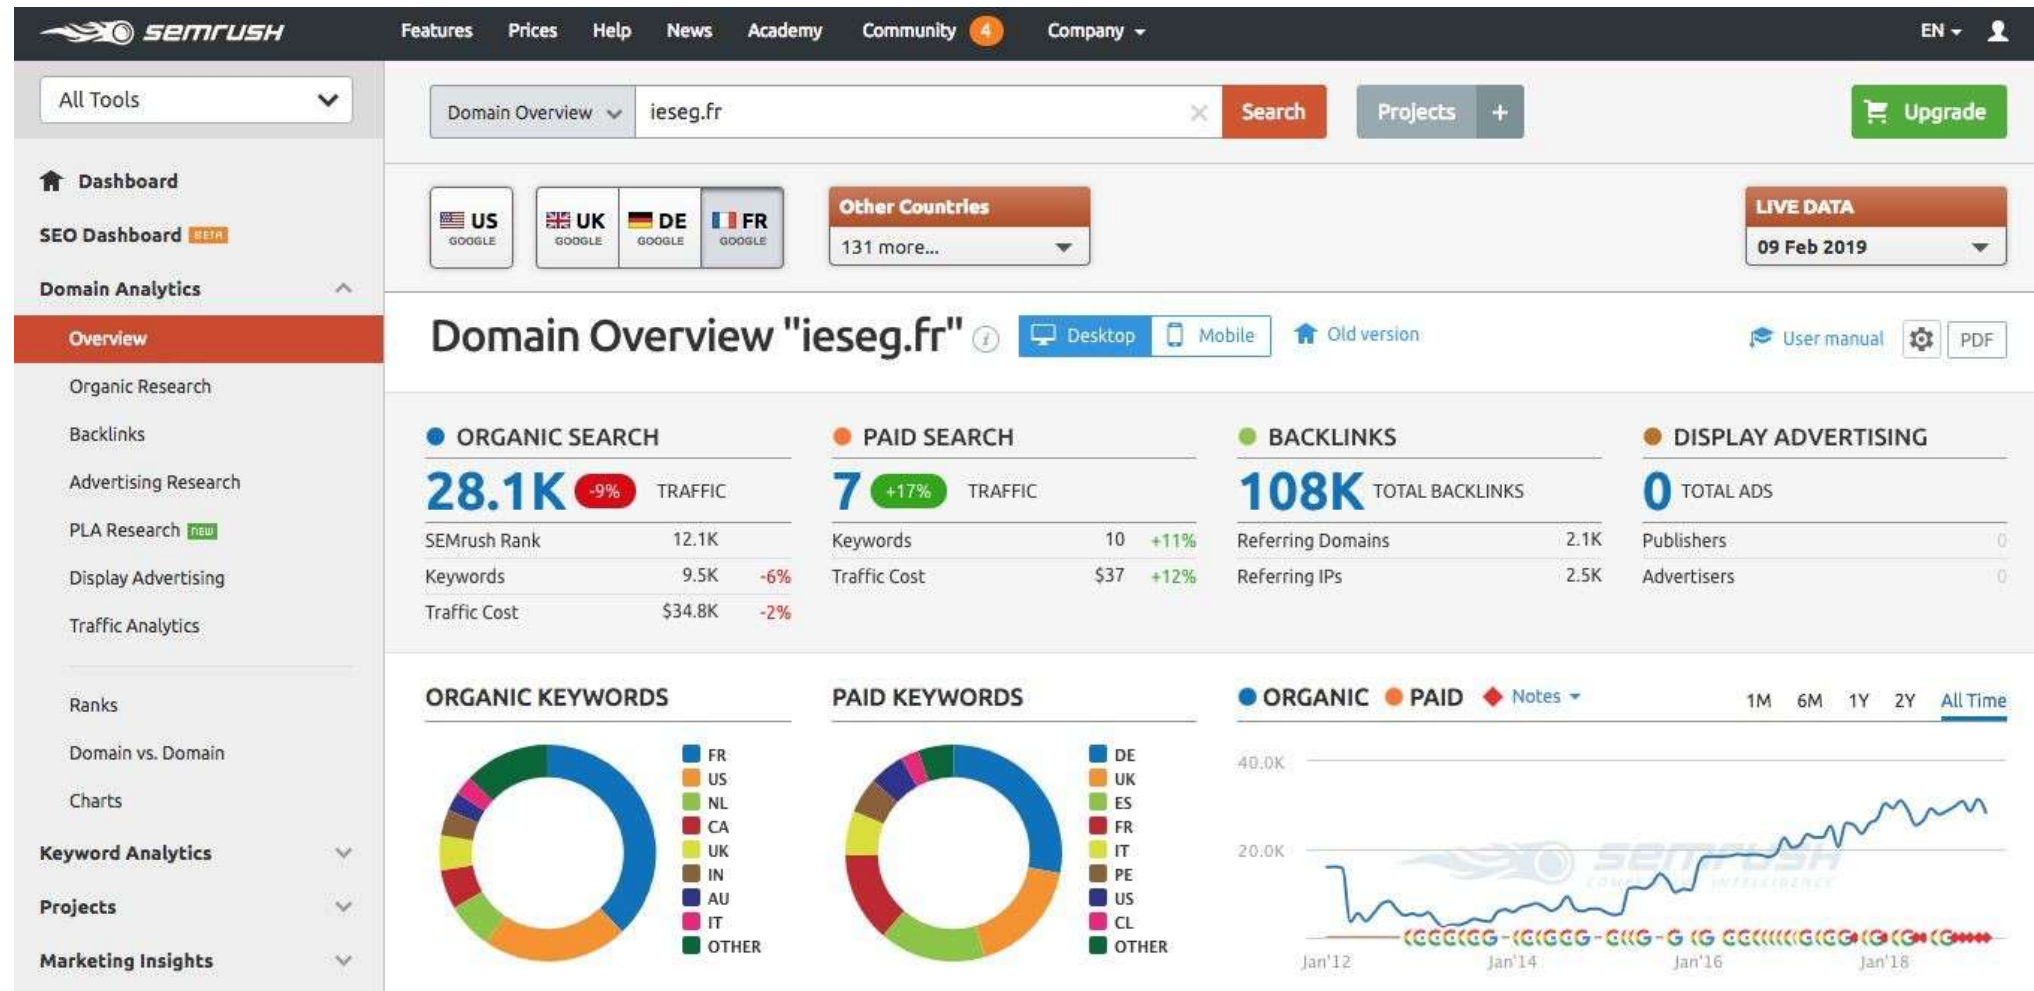 semrush Features Prices Help News Academy Community 4 Company EN
All Tools
Domain Overview ieseg.fr Search Projects + Upgrade
Dashboard
SEO Dashboard BETA
Domain Analytics
Overview
Organic Research
Backlinks
Advertising Research
PLA Research new
Display Advertising
Traffic Analytics
Ranks
Domain vs. Domain
Charts
Keyword Analytics
Projects
Marketing Insights
US GOOGLE
UK GOOGLE
DE GOOGLE
FR GOOGLE
Other Countries
131 more...
LIVE DATA
09 Feb 2019
Domain Overview "ieseg.fr" i Desktop Mobile Old version User manual PDF
ORGANIC SEARCH
28.1K -9% TRAFFIC
SEMrush Rank 12.1K
Keywords 9.5K -6%
Traffic Cost $34.8K -2%
PAID SEARCH
7 +17% TRAFFIC
Keywords 10 +11%
Traffic Cost $37 +12%
BACKLINKS
108K TOTAL BACKLINKS
Referring Domains 2.1K
Referring IPs 2.5K
DISPLAY ADVERTISING
0 TOTAL ADS
Publishers 0
Advertisers 0
ORGANIC KEYWORDS
FR
US
NL
CA
UK
IN
AU
IT
OTHER
PAID KEYWORDS
DE
UK
ES
FR
IT
PE
US
CL
OTHER
ORGANIC PAID Notes 1M 6M 1Y 2Y All Time
40.0K
20.0K
semrush
Jan'12 Jan'14 Jan'16 Jan'18